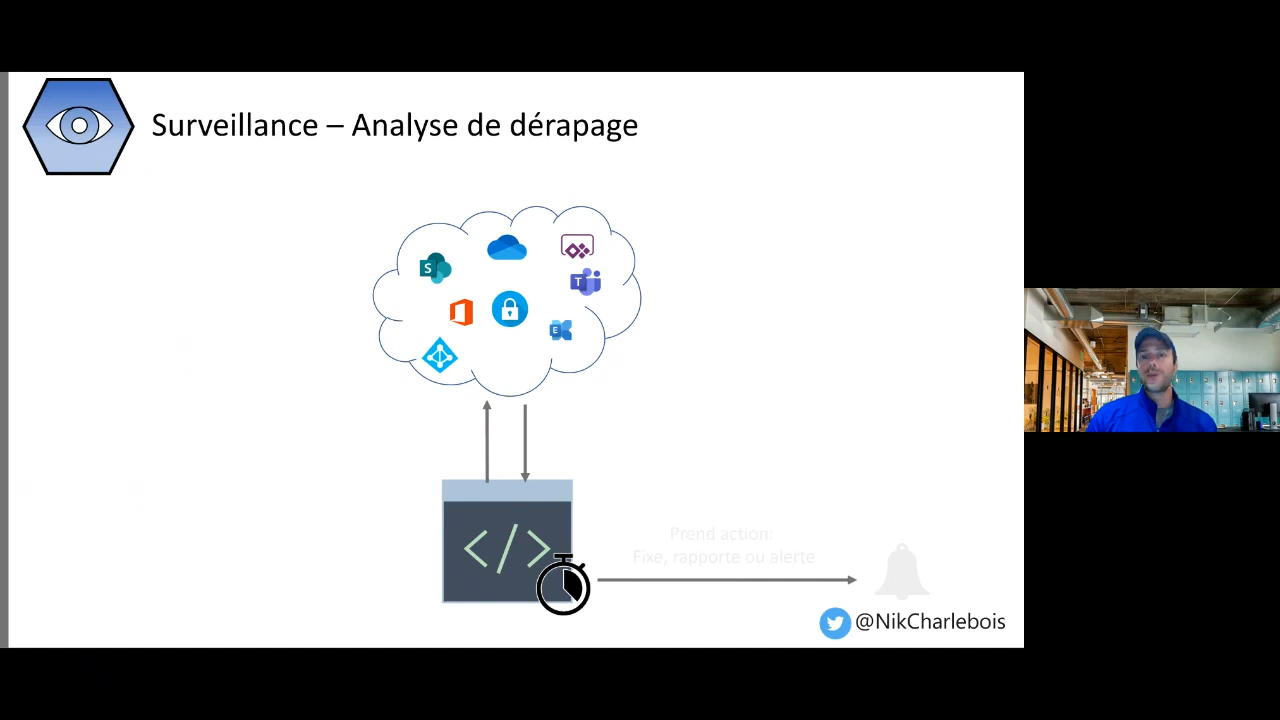 Surveillance – Analyse de dérapage
S
T
E
</>
Prend action:
Fixe, rapporte ou alerte
@NikCharlebois